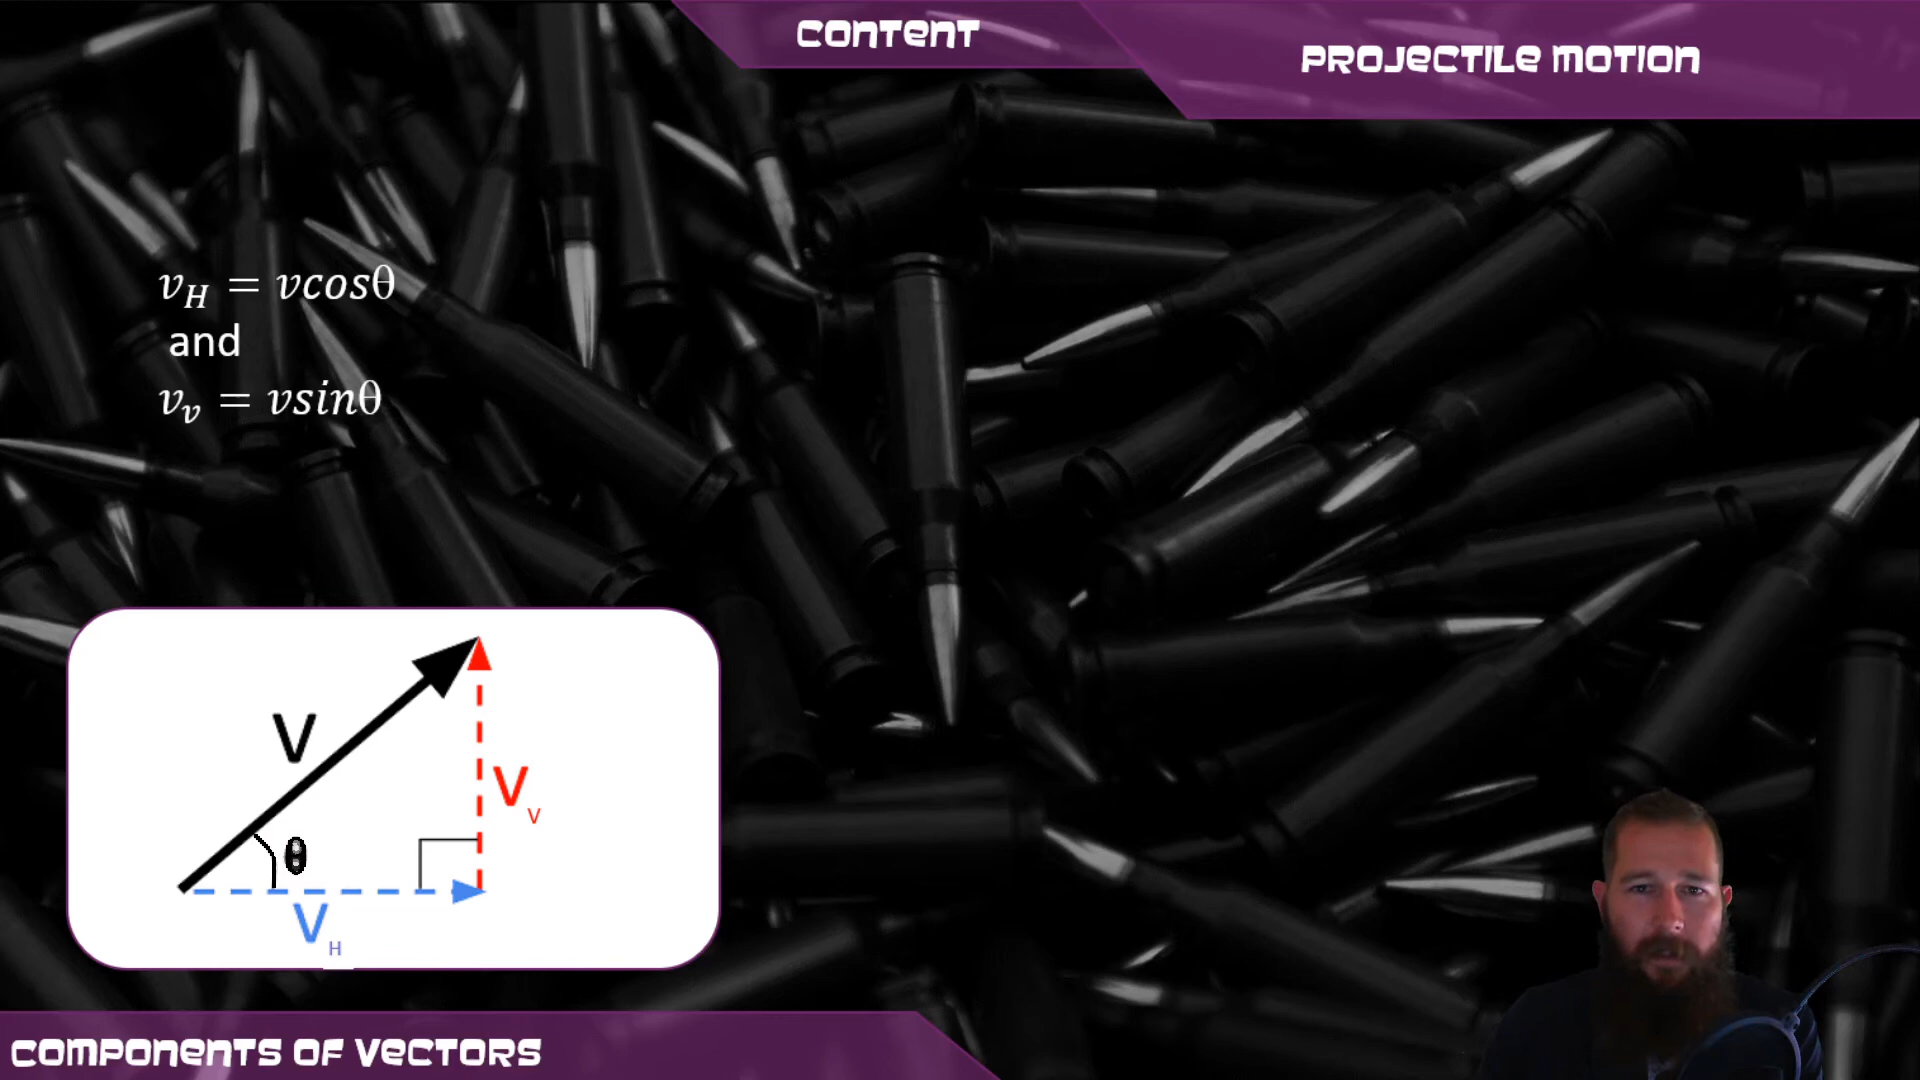 CONTENT
PROJECTILE MOTION
v_H = vcosθ
and
v_v = vsinθ
V
V_V
θ
V_H
COMPONENTS OF VECTORS